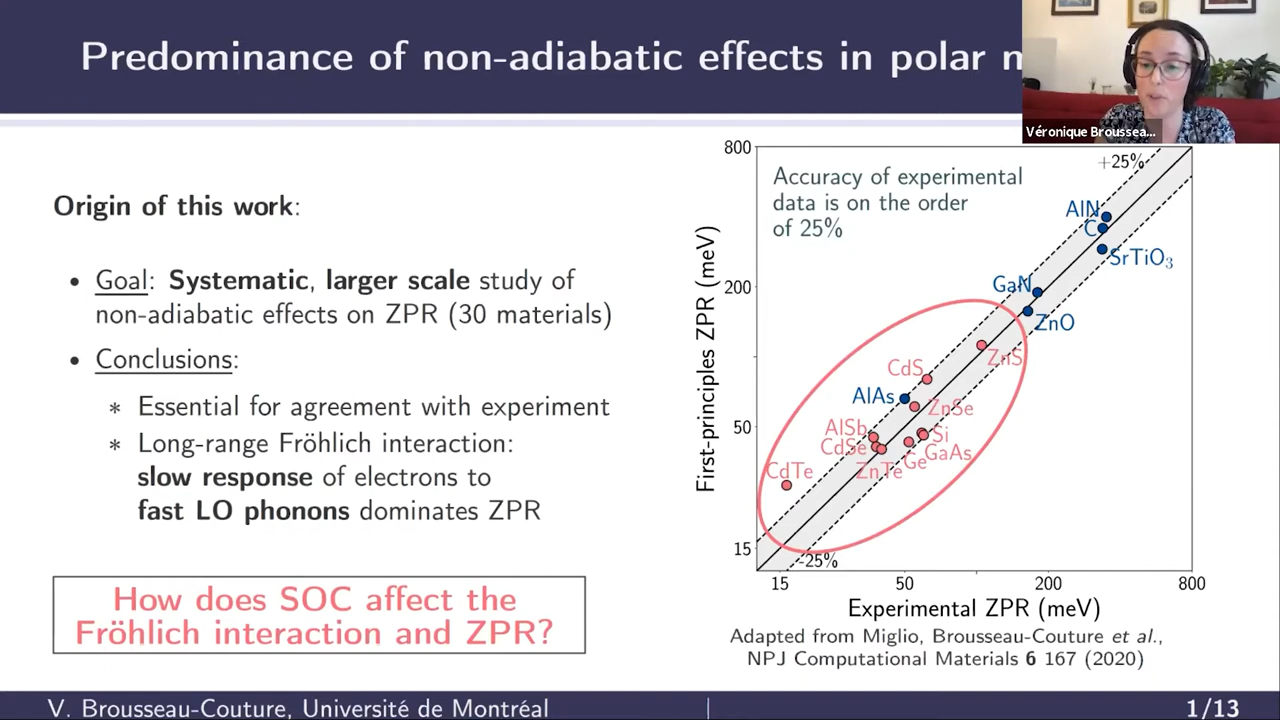 Predominance of non-adiabatic effects in polar
Véronique Broussea...
Origin of this work:
• Goal: Systematic, larger scale study of
non-adiabatic effects on ZPR (30 materials)
• Conclusions:
* Essential for agreement with experiment
* Long-range Fröhlich interaction:
slow response of electrons to
fast LO phonons dominates ZPR
How does SOC affect the
Fröhlich interaction and ZPR?
Accuracy of experimental
data is on the order
of 25%
+25%
-25%
First-principles ZPR (meV)
800
200
50
15
AlN
C
SrTiO3
GaN
ZnO
ZnS
CdS
AlAs
ZnSe
AlSb
Si
CdSe
GaAs
Ge
ZnTe
CdTe
15 50 200 800
Experimental ZPR (meV)
Adapted from Miglio, Brousseau-Couture et al.,
NPJ Computational Materials 6 167 (2020)
V. Brousseau-Couture, Université de Montréal
1/13